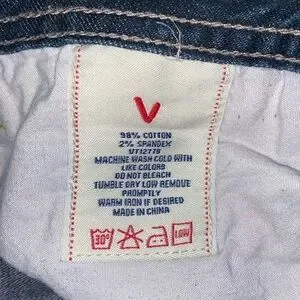 V
98% COTTON
2% SPANDEX
UT12779
MACHINE WASH COLD WITH
LIKE COLORS
DO NOT BLEACH
TUMBLE DRY LOW REMOVE
PROMPTLY
WARM IRON IF DESIRED
MADE IN CHINA
30° LOW